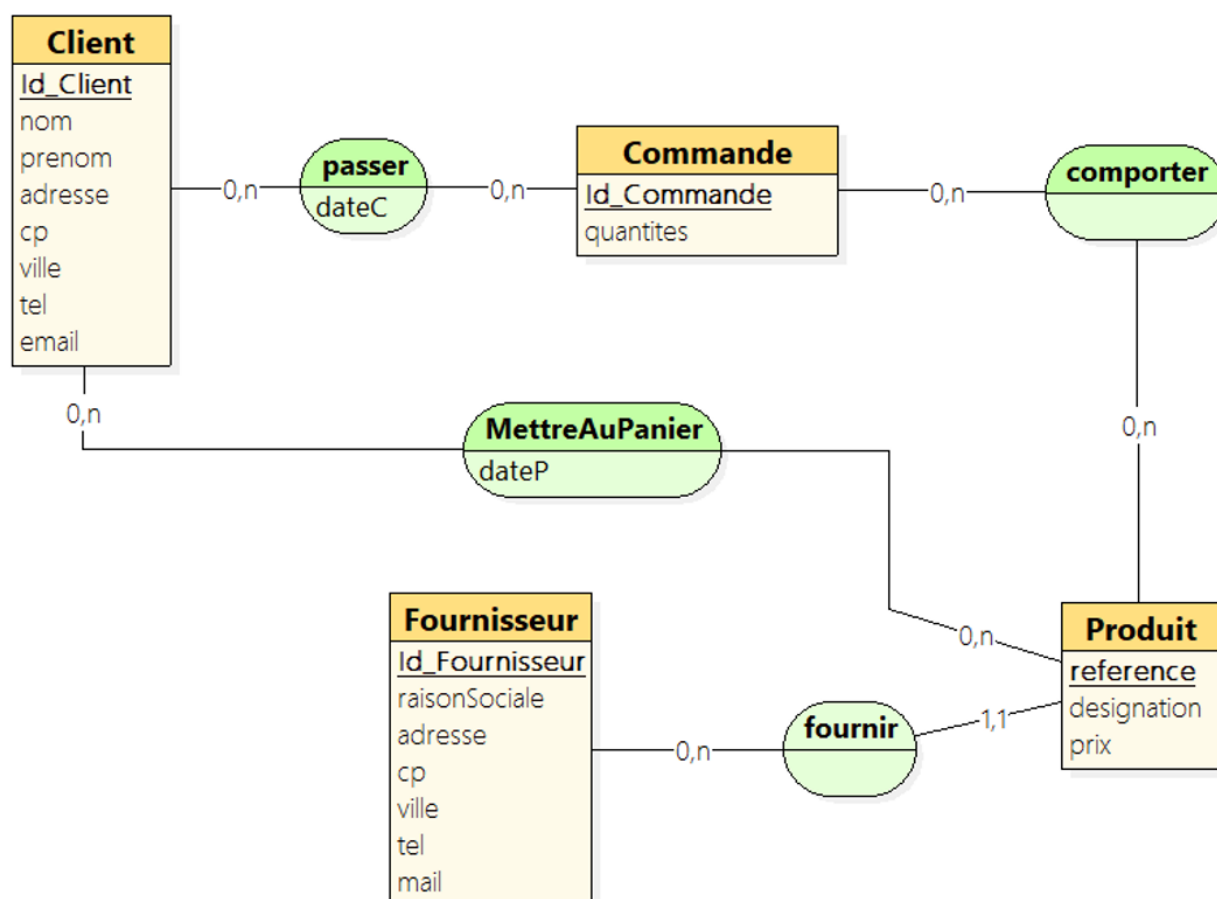 Client
Id_Client
nom
prenom
adresse
cp
ville
tel
email
0,n
passer
dateC
0,n
Commande
Id_Commande
quantites
0,n
comporter
0,n
0,n
MettreAuPanier
dateP
0,n
Fournisseur
Id_Fournisseur
raisonSociale
adresse
cp
ville
tel
mail
0,n
fournir
1,1
Produit
reference
designation
prix